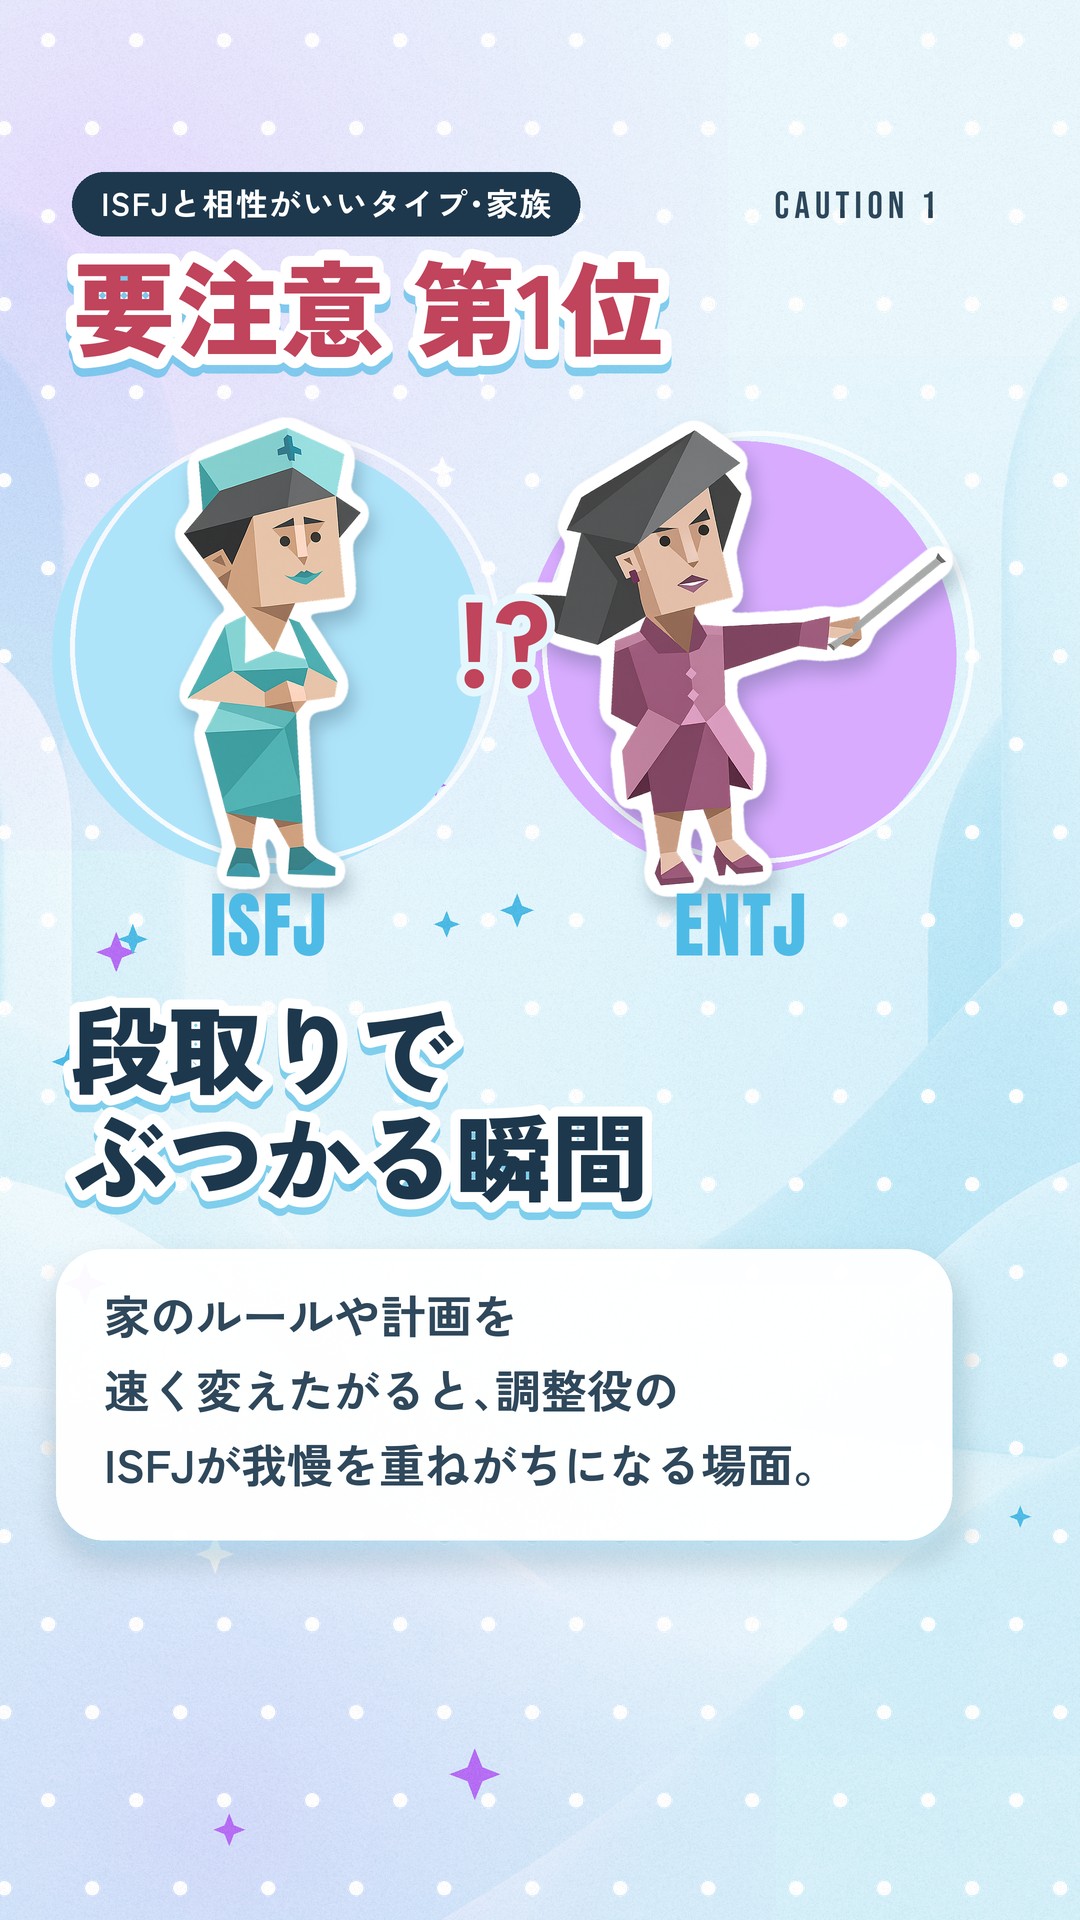 ISFJと相性がいいタイプ・家族
CAUTION 1
要注意 第1位
!?
ISFJ
ENTJ
段取りで
ぶつかる瞬間
家のルールや計画を
速く変えたがると、調整役の
ISFJが我慢を重ねがちになる場面。